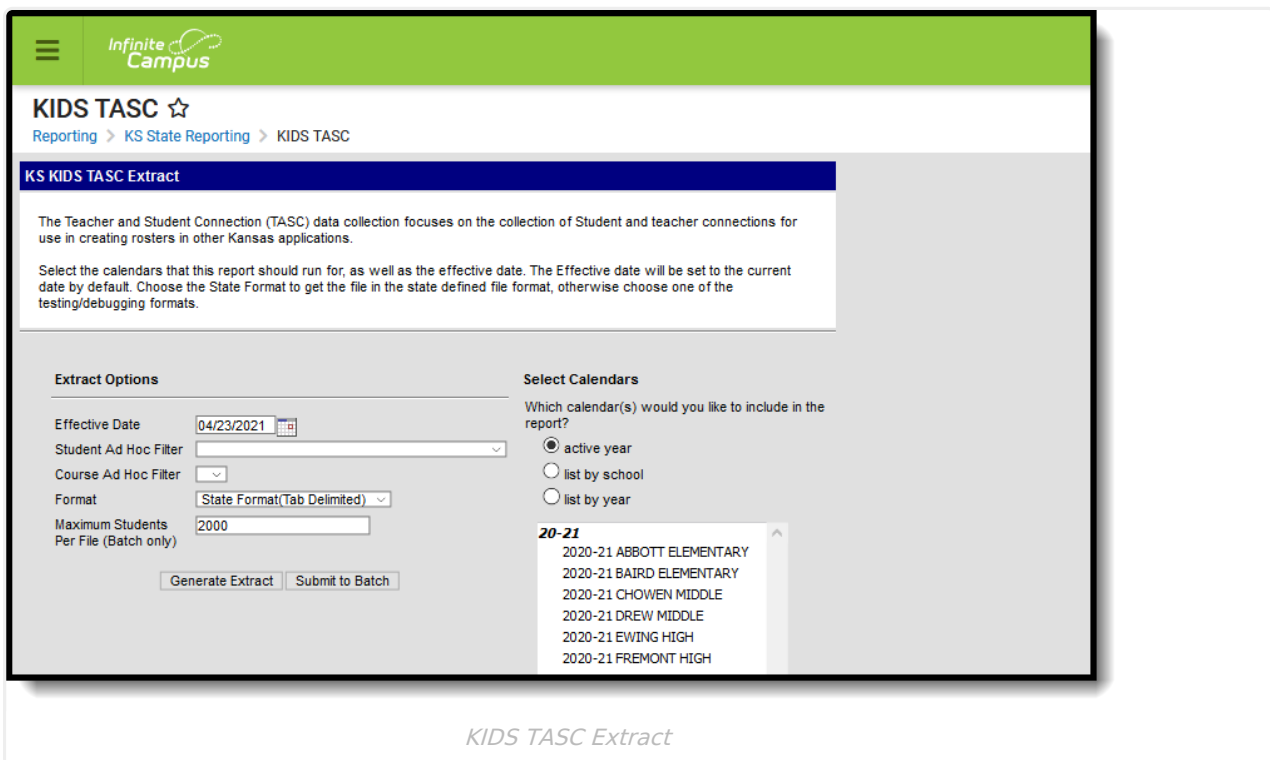 Infinite
Campus
KIDS TASC
Reporting > KS State Reporting > KIDS TASC
KS KIDS TASC Extract
The Teacher and Student Connection (TASC) data collection focuses on the collection of Student and teacher connections for
use in creating rosters in other Kansas applications.
Select the calendars that this report should run for, as well as the effective date. The Effective date will be set to the current
date by default. Choose the State Format to get the file in the state defined file format, otherwise choose one of the
testing/debugging formats.
Extract Options
Effective Date 04/23/2021
Student Ad Hoc Filter
Course Ad Hoc Filter
Format State Format(Tab Delimited)
Maximum Students 2000
Per File (Batch only)
Generate Extract Submit to Batch
Select Calendars
Which calendar(s) would you like to include in the
report?
active year
list by school
list by year
20-21
2020-21 ABBOTT ELEMENTARY
2020-21 BAIRD ELEMENTARY
2020-21 CHOWEN MIDDLE
2020-21 DREW MIDDLE
2020-21 EWING HIGH
2020-21 FREMONT HIGH
KIDS TASC Extract